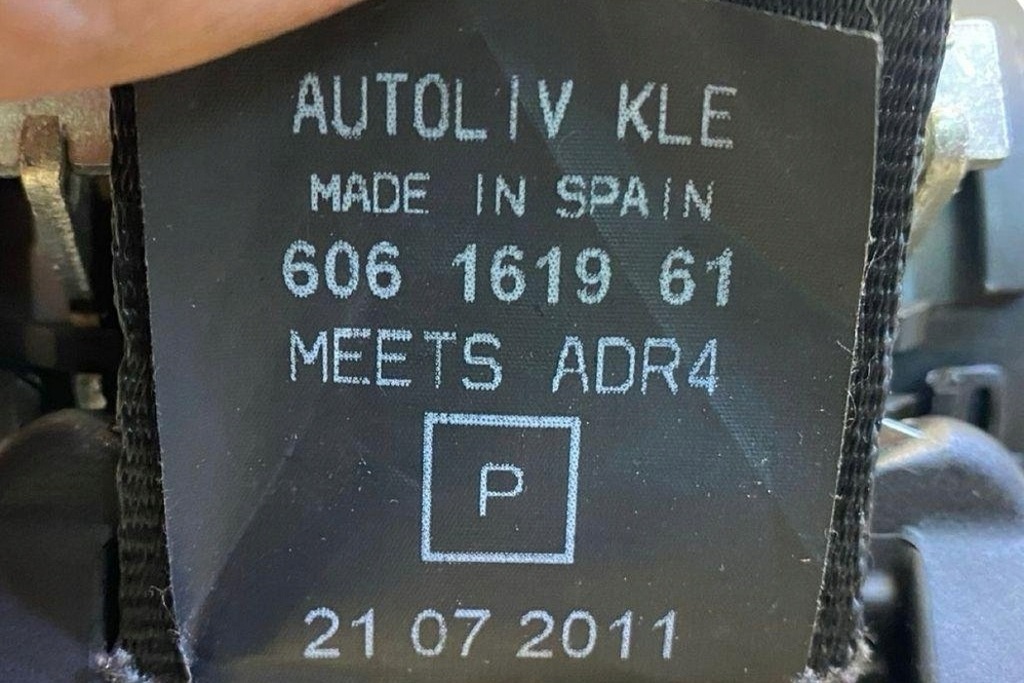 AUTOLIV KLE
MADE IN SPAIN
606 1619 61
MEETS ADR4
P
21 07 2011